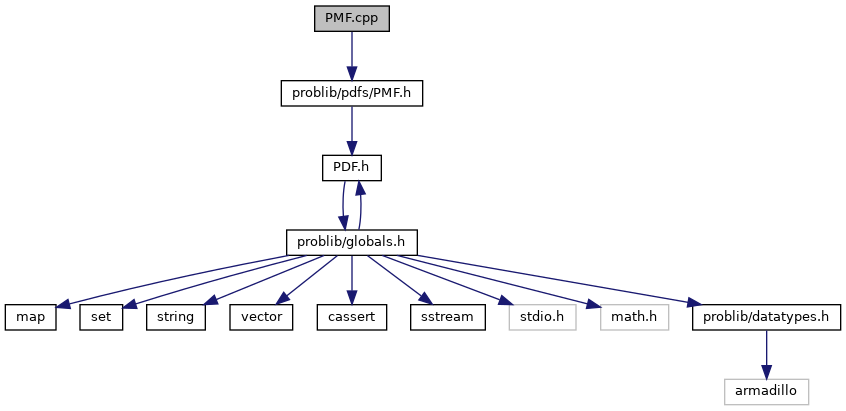 PMF.cpp
problib/pdfs/PMF.h
PDF.h
problib/globals.h
map
set
string
vector
cassert
sstream
stdio.h
math.h
problib/datatypes.h
armadillo